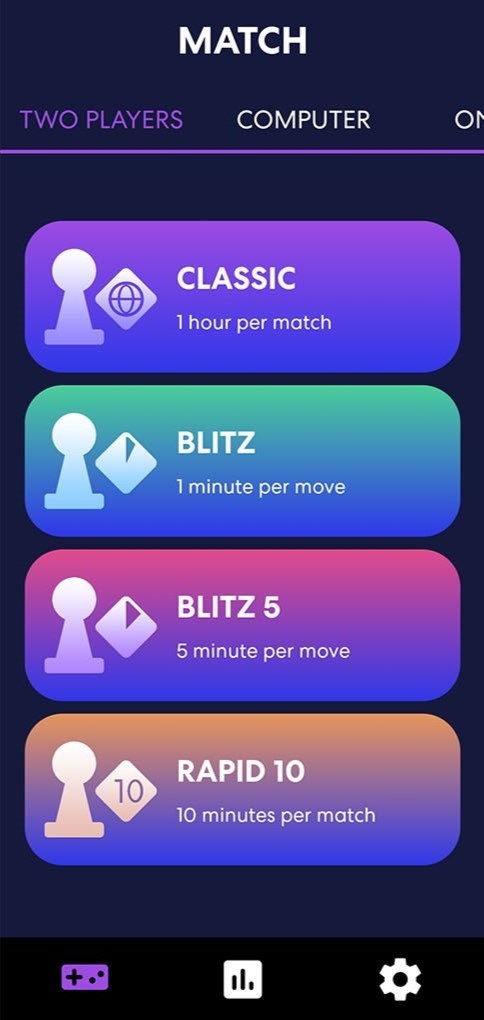 MATCH
TWO PLAYERS COMPUTER ON
CLASSIC
1 hour per match
BLITZ
1 minute per move
BLITZ 5
5 minute per move
10
RAPID 10
10 minutes per match